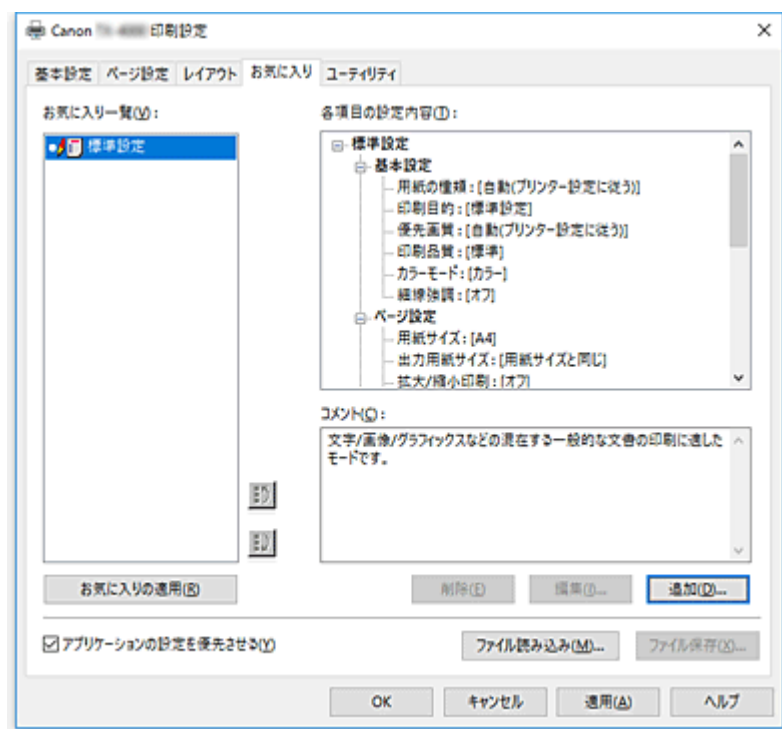 Canon 印刷設定
基本設定 ページ設定 レイアウト お気に入り ユーティリティ
お気に入り一覧(V):
標準設定
各項目の設定内容(T):
標準設定
基本設定
用紙の種類:[自動(プリンター設定に従う)]
印刷目的:[標準設定]
優先画質:[自動(プリンター設定に従う)]
印刷品質:[標準]
カラーモード:[カラー]
細線強調:[オフ]
ページ設定
用紙サイズ:[A4]
出力用紙サイズ:[用紙サイズと同じ]
拡大/縮小印刷:[オフ]
コメント(C):
文字/画像/グラフィックスなどの混在する一般的な文書の印刷に適した
モードです。
お気に入りの適用(R) 削除(E) 編集(I)... 追加(D)...
アプリケーションの設定を優先させる(Y) ファイル読み込み(M)... ファイル保存(X)...
OK キャンセル 適用(A) ヘルプ